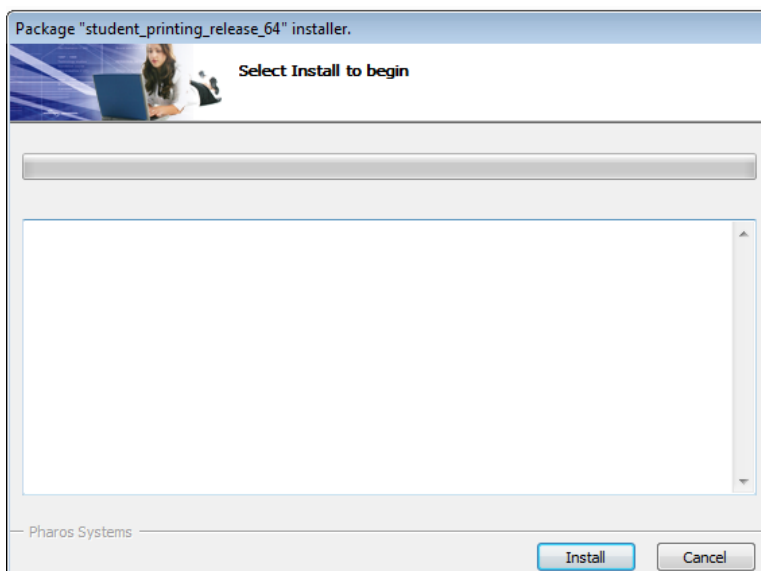 Package "student_printing_release_64" installer.
Select Install to begin
Pharos Systems
Install Cancel